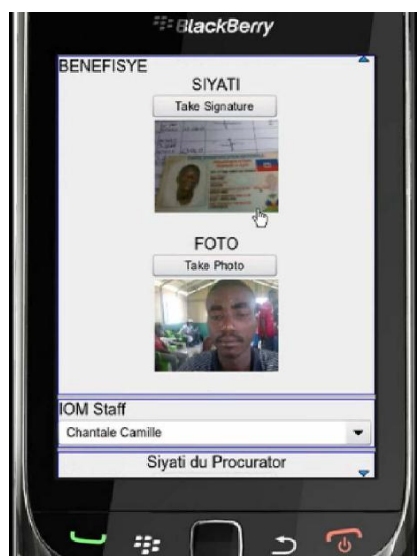 BlackBerry
BENEFISYE
SIYATI
Take Signature
FOTO
Take Photo
IOM Staff
Chantale Camille
Siyati du Procurator